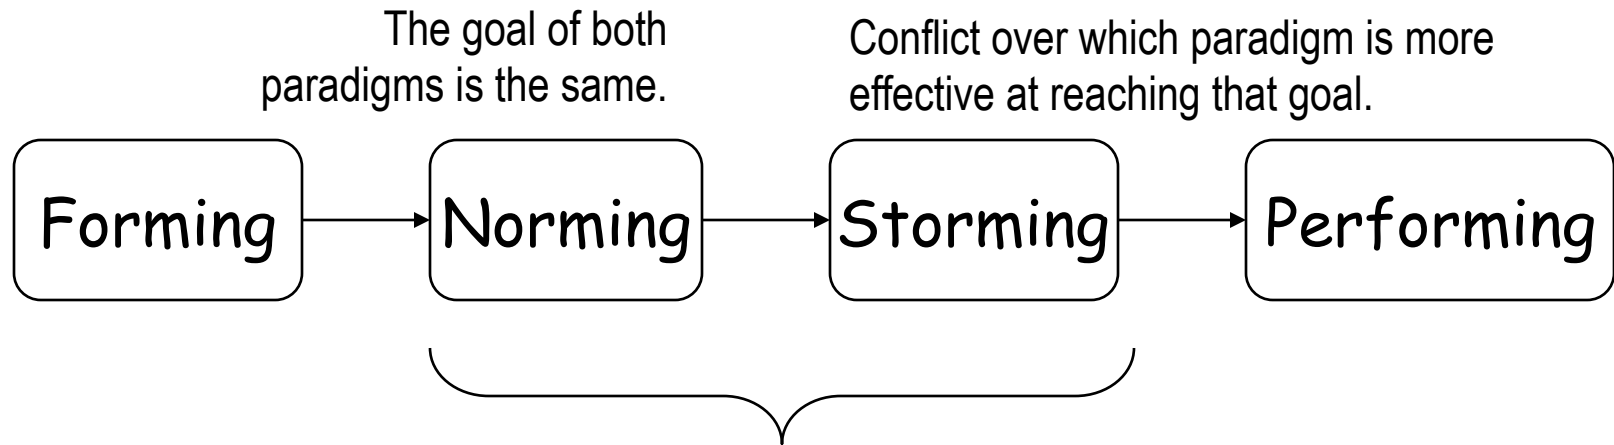 The goal of both
paradigms is the same.
Conflict over which paradigm is more
effective at reaching that goal.
Forming
Norming
Storming
Performing